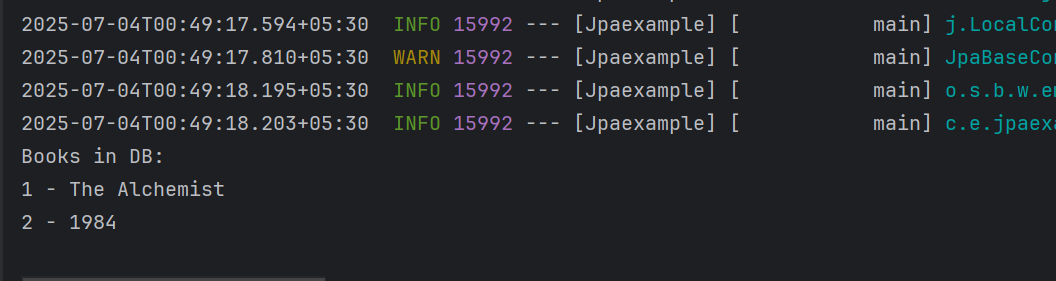 2025-07-04T00:49:17.594+05:30  INFO 15992 --- [Jpaexample] [           main] j.LocalCo
2025-07-04T00:49:17.810+05:30  WARN 15992 --- [Jpaexample] [           main] JpaBaseCo
2025-07-04T00:49:18.195+05:30  INFO 15992 --- [Jpaexample] [           main] o.s.b.w.e
2025-07-04T00:49:18.203+05:30  INFO 15992 --- [Jpaexample] [           main] c.e.jpaex
Books in DB:
1 - The Alchemist
2 - 1984